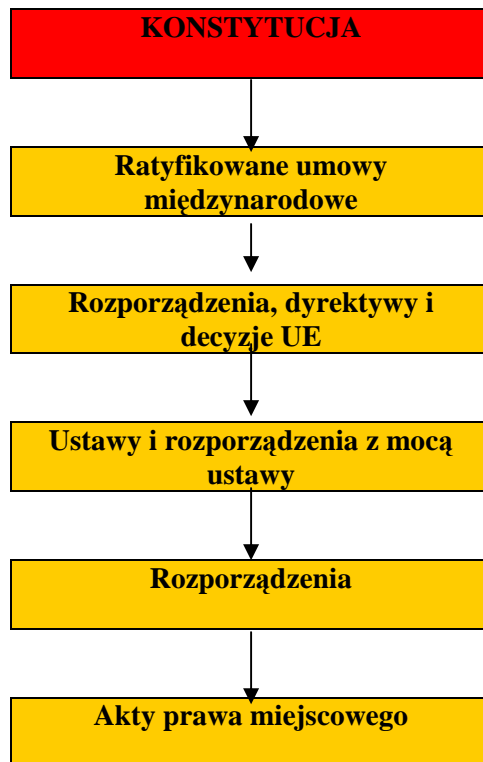 KONSTYTUCJA
Ratyfikowane umowy
międzynarodowe
Rozporządzenia, dyrektywy i
decyzje UE
Ustawy i rozporządzenia z mocą
ustawy
Rozporządzenia
Akty prawa miejscowego